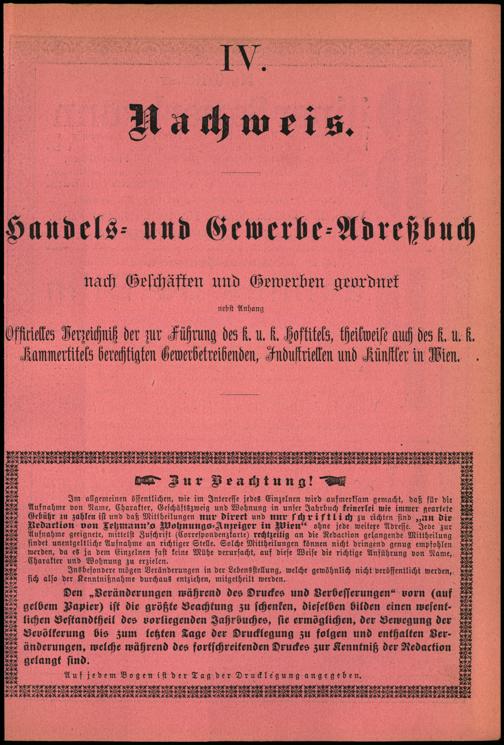 IV.
Nachweis.
Handels- und Gewerbe-Adreßbuch
nach Geschäften und Gewerben geordnet
nebst Anhang
Officielles Verzeichniß der zur Führung des k. u. k. Hoftitels, theilweise auch des k. u. k.
Kammertitels berechtigten Gewerbetreibenden, Industriellen und Künstler in Wien.
Zur Beachtung!
Im allgemeinen öffentlichen, wie im Interesse jedes Einzelnen wird aufmerksam gemacht, daß für die
Aufnahme von Name, Charakter, Geschäftszweig und Wohnung in unser Jahrbuch keinerlei wie immer geartete
Gebühr zu zahlen ist und daß Mittheilungen nur direct und nur schriftlich zu richten sind „an die
Redaction von Lehmann's Wohnungs-Anzeiger in Wien" ohne jede weitere Adresse. Jede zur
Aufnahme geeignete, mittelst Zuschrift (Correspondenzkarte) rechtzeitig an die Redaction gelangende Mittheilung
findet unentgeltliche Aufnahme an richtiger Stelle. Solche Mittheilungen können nicht dringend genug empfohlen
werden, da es ja dem Einzelnen fast keine Mühe verursacht, auf diese Weise die richtige Anführung von Name,
Charakter und Wohnung zu erzielen.
Insbesondere mögen Veränderungen in der Lebensstellung, welche gewöhnlich nicht veröffentlicht werden,
sich also der Kenntnißnahme durchaus entziehen, mitgetheilt werden.
Den „Veränderungen während des Druckes und Verbesserungen" vorn (auf
gelbem Papier) ist die größte Beachtung zu schenken, dieselben bilden einen wesent-
lichen Bestandtheil des vorliegenden Jahrbuches, sie ermöglichen, der Bewegung der
Bevölkerung bis zum letzten Tage der Drucklegung zu folgen und enthalten Ver-
änderungen, welche während des fortschreitenden Druckes zur Kenntniß der Redaction
gelangt sind.
Auf jedem Bogen ist der Tag der Drucklegung angegeben.